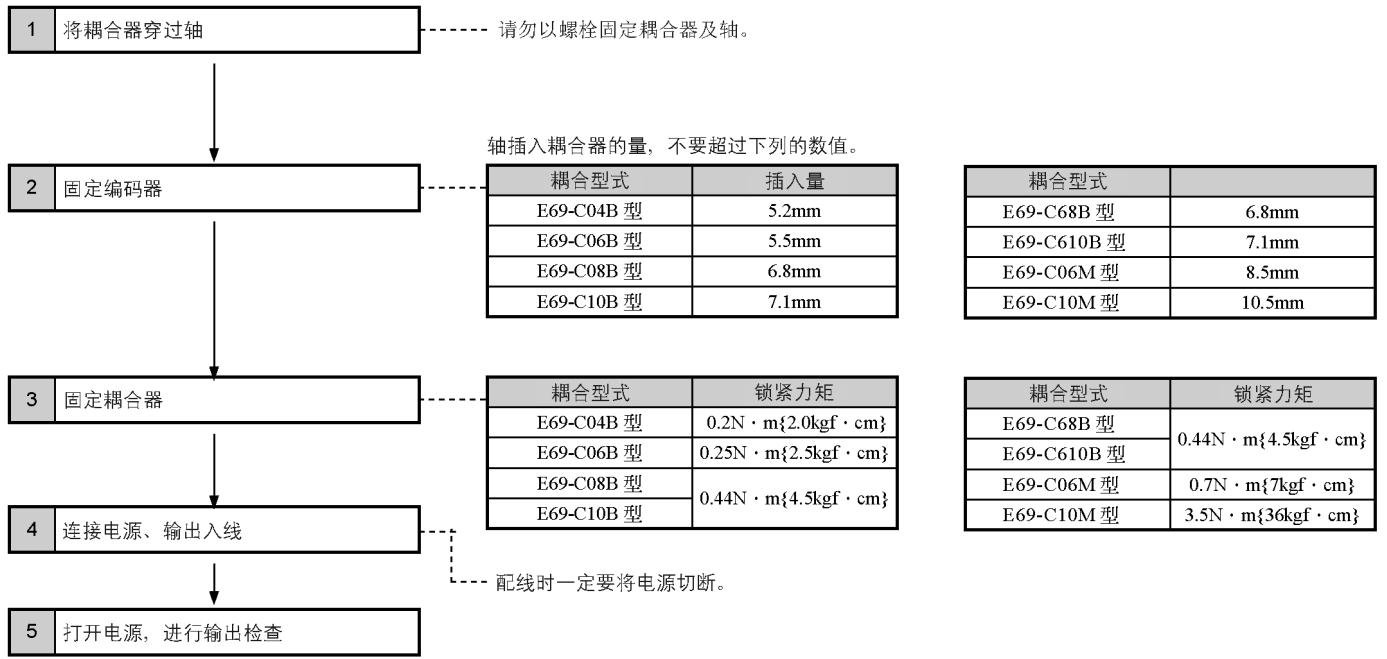 1 将耦合器穿过轴
请勿以螺栓固定耦合器及轴。
轴插入耦合器的量，不要超过下列的数值。
2 固定编码器
耦合型式 插入量
E69-C04B 型 5.2mm
E69-C06B 型 5.5mm
E69-C08B 型 6.8mm
E69-C10B 型 7.1mm
耦合型式
E69-C68B 型 6.8mm
E69-C610B 型 7.1mm
E69-C06M 型 8.5mm
E69-C10M 型 10.5mm
3 固定耦合器
耦合型式 锁紧力矩
E69-C04B 型 0.2N·m{2.0kgf·cm}
E69-C06B 型 0.25N·m{2.5kgf·cm}
E69-C08B 型
0.44N·m{4.5kgf·cm}
E69-C10B 型
耦合型式 锁紧力矩
E69-C68B 型
0.44N·m{4.5kgf·cm}
E69-C610B 型
E69-C06M 型 0.7N·m{7kgf·cm}
E69-C10M 型 3.5N·m{36kgf·cm}
4 连接电源、输出入线
配线时一定要将电源切断。
5 打开电源，进行输出检查